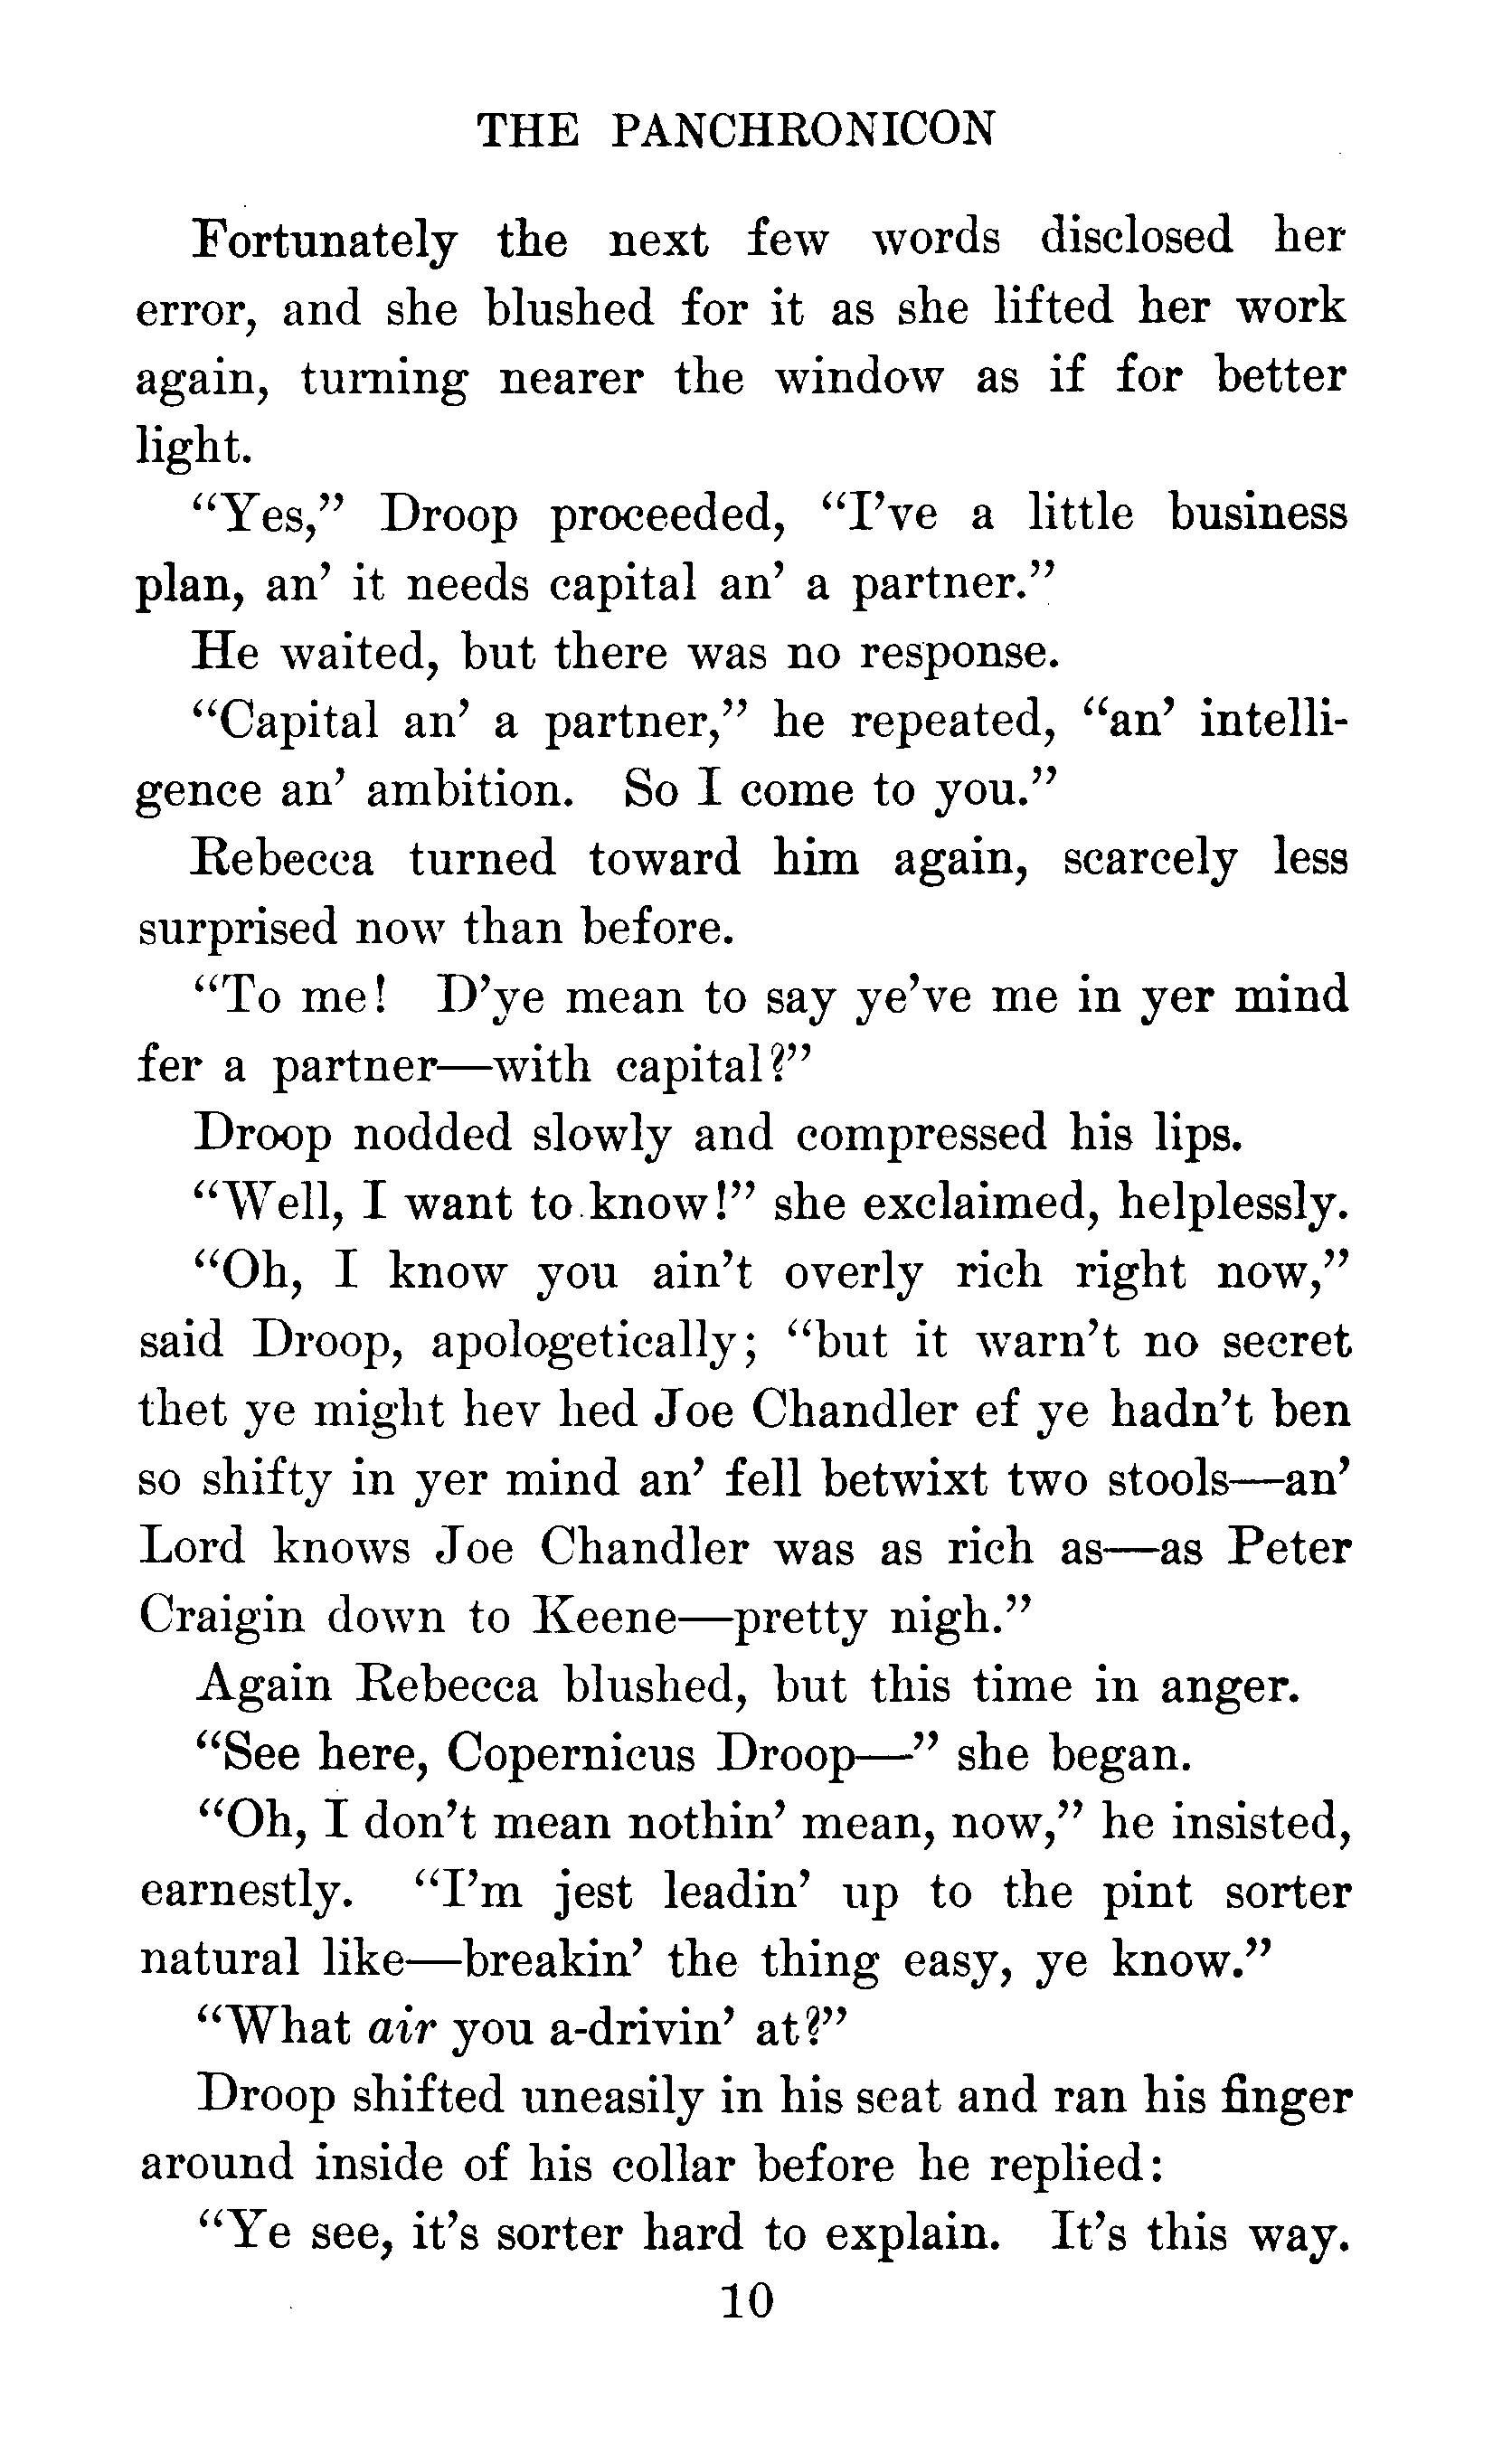 THE PANCHRONICON
Fortunately the next few words disclosed her
error, and she blushed for it as she lifted her work
again, turning nearer the window as if for better
light.
“Yes,” Droop proceeded, “I’ve a little business
plan, an’ it needs capital an’ a partner.”
He waited, but there was no response.
“Capital an’ a partner,” he repeated, “an’ intelli-
gence an’ ambition. So I come to you.”
Rebecca turned toward him again, scarcely less
surprised now than before.
“To me! D’ye mean to say ye’ve me in yer mind
fer a partner—with capital?”
Droop nodded slowly and compressed his lips.
“Well, I want to know!” she exclaimed, helplessly.
“Oh, I know you ain’t overly rich right now,”
said Droop, apologetically; “but it warn’t no secret
thet ye might hev hed Joe Chandler ef ye hadn’t ben
so shifty in yer mind an’ fell betwixt two stools—an’
Lord knows Joe Chandler was as rich as—as Peter
Craigin down to Keene—pretty nigh.”
Again Rebecca blushed, but this time in anger.
“See here, Copernicus Droop—” she began.
“Oh, I don’t mean nothin’ mean, now,” he insisted,
earnestly. “I’m jest leadin’ up to the pint sorter
natural like—breakin’ the thing easy, ye know.”
“What air you a-drivin’ at?”
Droop shifted uneasily in his seat and ran his finger
around inside of his collar before he replied:
“Ye see, it’s sorter hard to explain. It’s this way.
10